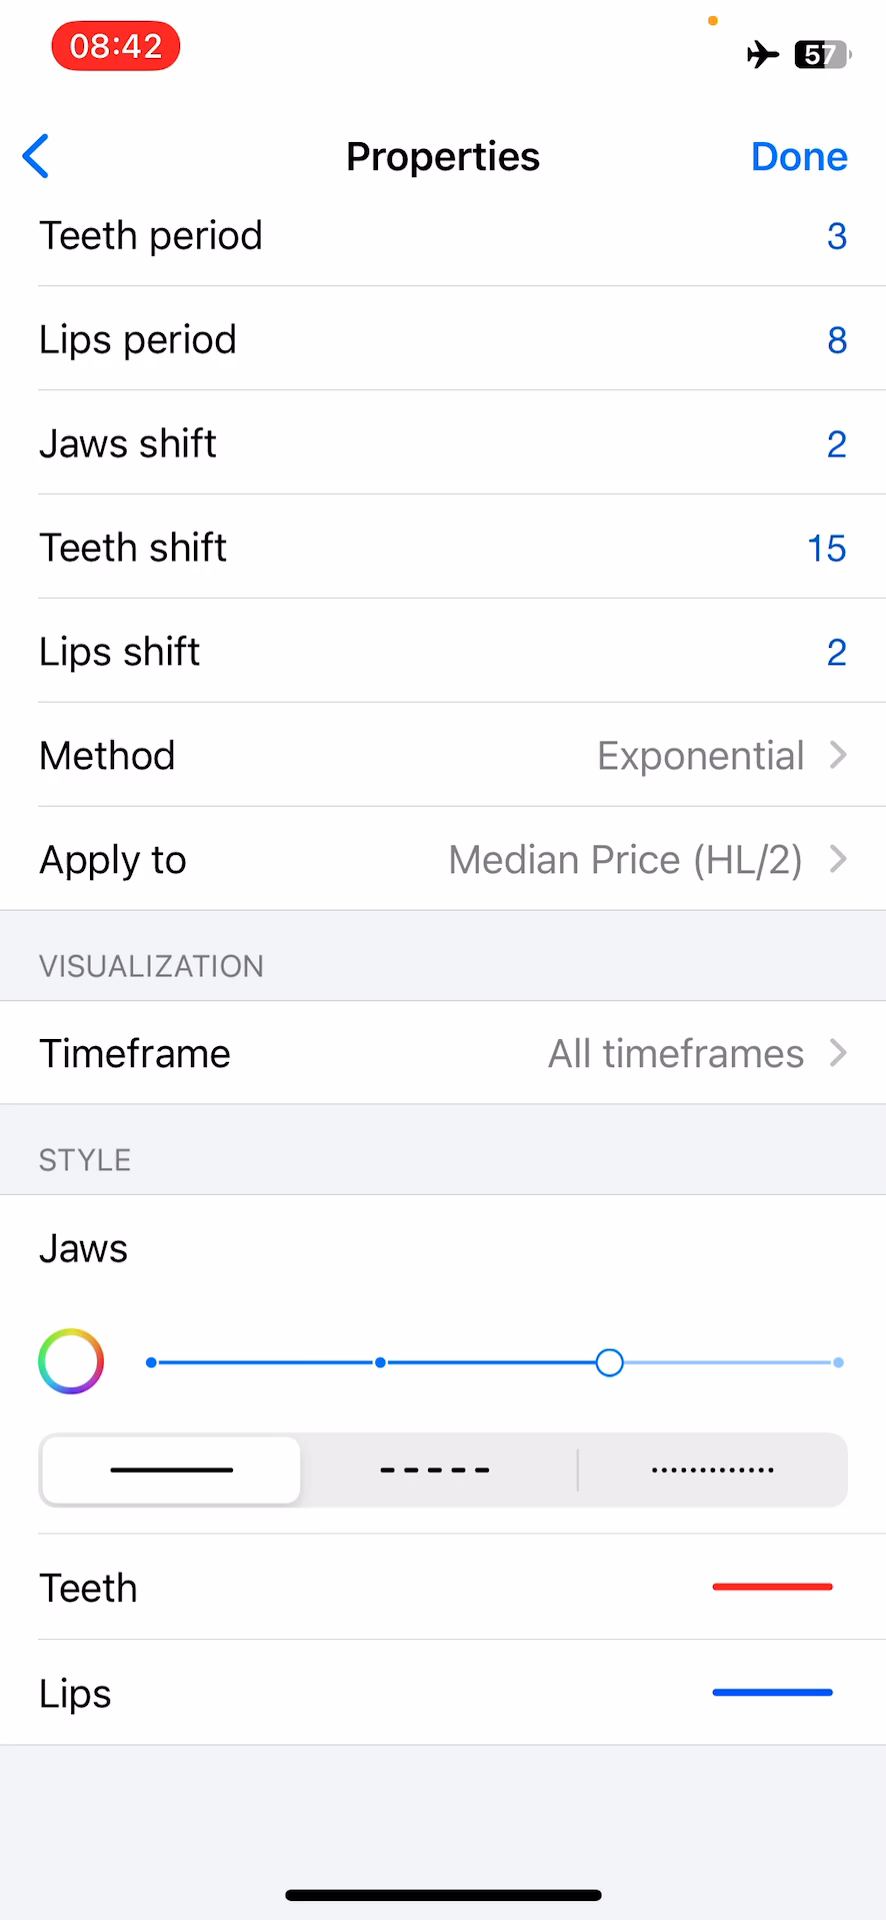 08:42
57
Properties
Done
Teeth period 3
Lips period 8
Jaws shift 2
Teeth shift 15
Lips shift 2
Method Exponential
Apply to Median Price (HL/2)
VISUALIZATION
Timeframe All timeframes
STYLE
Jaws
Teeth
Lips